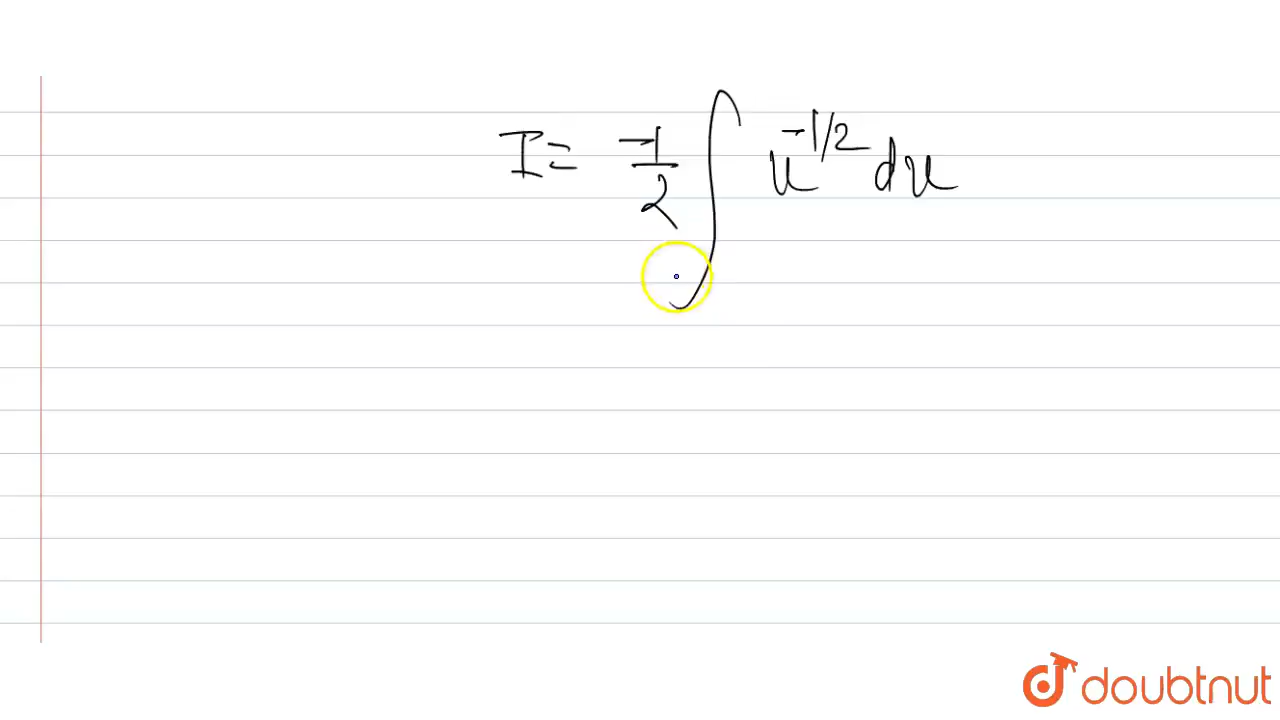 I = -1/2 ∫ u^{-1/2} du
doubtnut